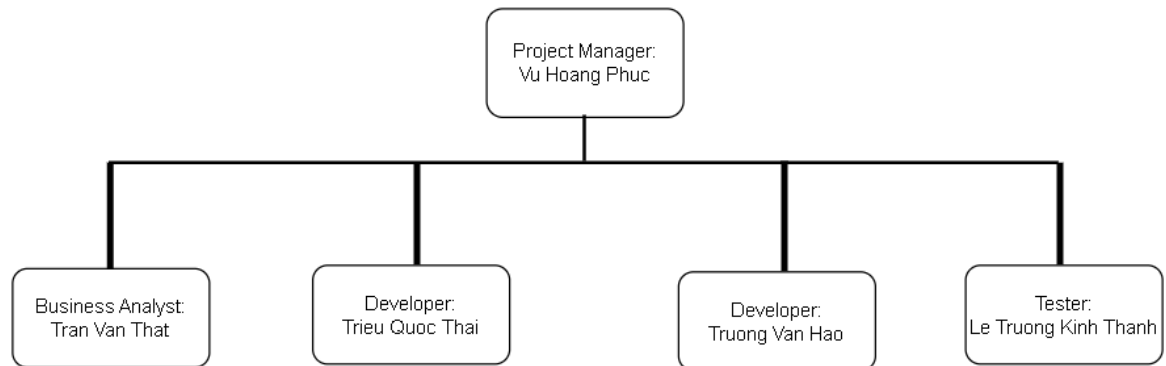 Project Manager:
Vu Hoang Phuc
Business Analyst:
Tran Van That
Developer:
Trieu Quoc Thai
Developer:
Truong Van Hao
Tester:
Le Truong Kinh Thanh